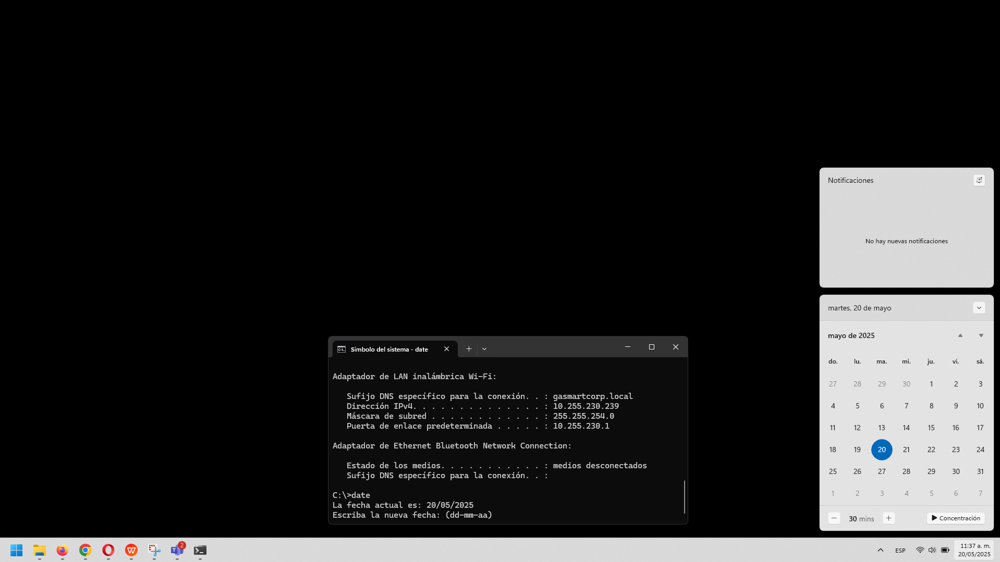 Notificaciones
No hay nuevas notificaciones
martes, 20 de mayo
mayo de 2025
do. lu. ma. mi. ju. vi. sá.
27 28 29 30 1 2 3
4 5 6 7 8 9 10
11 12 13 14 15 16 17
18 19 20 21 22 23 24
25 26 27 28 29 30 31
1 2 3 4 5 6 7
30 mins Concentración
Símbolo del sistema - date
Adaptador de LAN inalámbrica Wi-Fi:
Sufijo DNS específico para la conexión. . : gasmartcorp.local
Dirección IPv4. . . . . . . . . . . . . . : 10.255.230.239
Máscara de subred . . . . . . . . . . . . : 255.255.254.0
Puerta de enlace predeterminada . . . . . : 10.255.230.1
Adaptador de Ethernet Bluetooth Network Connection:
Estado de los medios. . . . . . . . . . . : medios desconectados
Sufijo DNS específico para la conexión. . :
C:\>date
La fecha actual es: 20/05/2025
Escriba la nueva fecha: (dd-mm-aa)
2
ESP
11:37 a. m.
20/05/2025